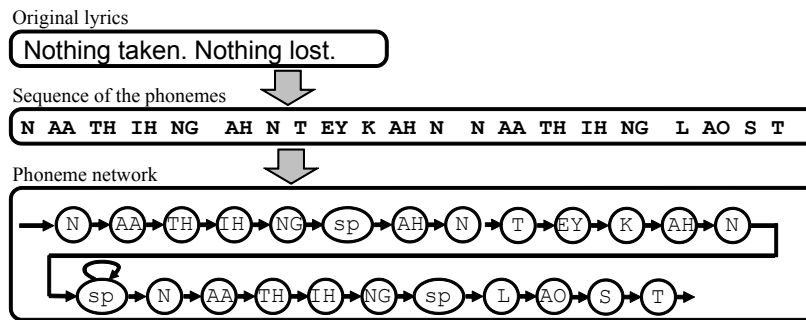 Original lyrics
Nothing taken. Nothing lost.
Sequence of the phonemes
N AA TH IH NG AH N T EY K AH N N AA TH IH NG L AO S T
Phoneme network
N AA TH IH NG sp AH N T EY K AH N
sp N AA TH IH NG sp L AO S T